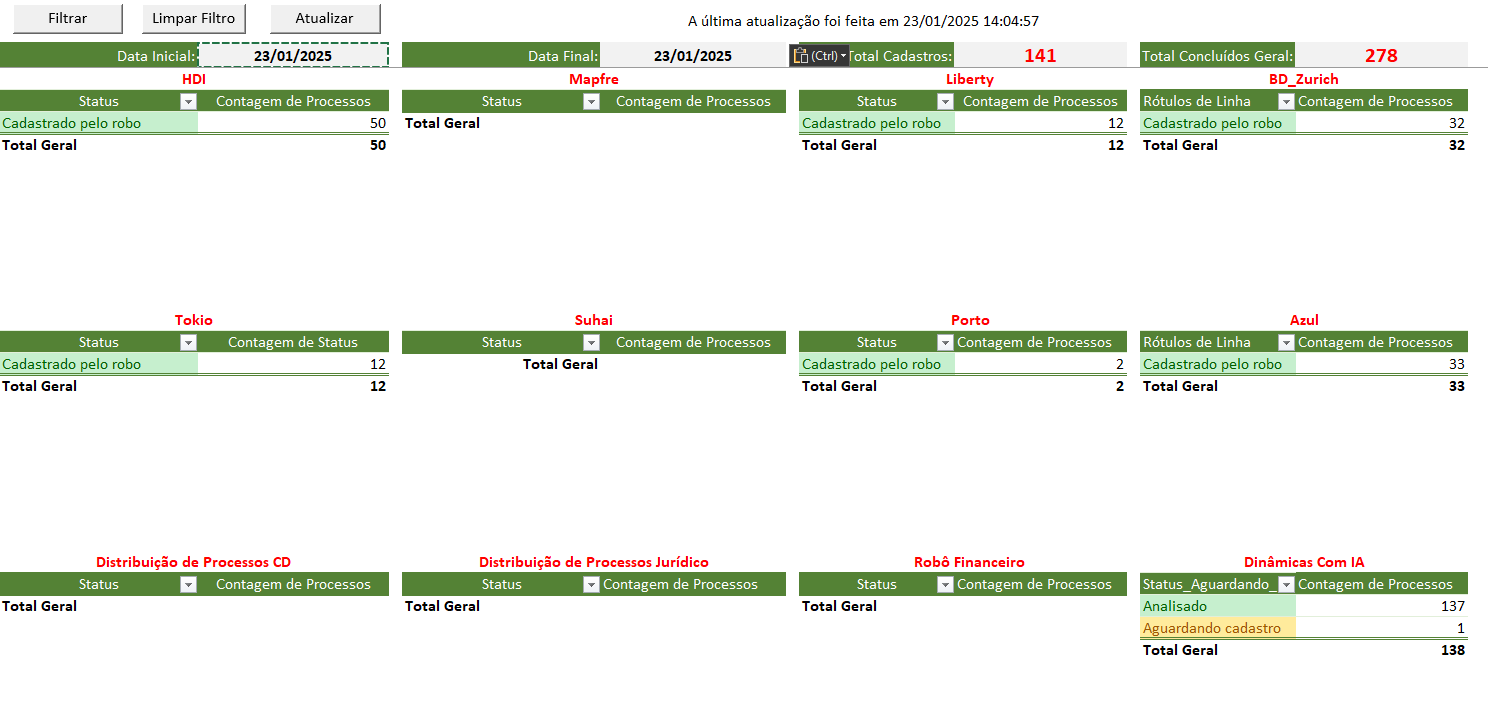 Filtrar Limpar Filtro Atualizar A última atualização foi feita em 23/01/2025 14:04:57
Data Inicial: 23/01/2025 Data Final: 23/01/2025 (Ctrl) Total Cadastros: 141 Total Concluídos Geral: 278
HDI Mapfre Liberty BD_Zurich
Status Contagem de Processos Status Contagem de Processos Status Contagem de Processos Rótulos de Linha Contagem de Processos
Cadastrado pelo robo 50 Total Geral Cadastrado pelo robo 12 Cadastrado pelo robo 32
Total Geral 50 Total Geral 12 Total Geral 32
Tokio Suhai Porto Azul
Status Contagem de Status Status Contagem de Processos Status Contagem de Processos Rótulos de Linha Contagem de Processos
Cadastrado pelo robo 12 Total Geral Cadastrado pelo robo 2 Cadastrado pelo robo 33
Total Geral 12 Total Geral 2 Total Geral 33
Distribuição de Processos CD Distribuição de Processos Jurídico Robô Financeiro Dinâmicas Com IA
Status Contagem de Processos Status Contagem de Processos Status Contagem de Processos Status_Aguardando_ Contagem de Processos
Total Geral Total Geral Total Geral Analisado 137
Aguardando cadastro 1
Total Geral 138